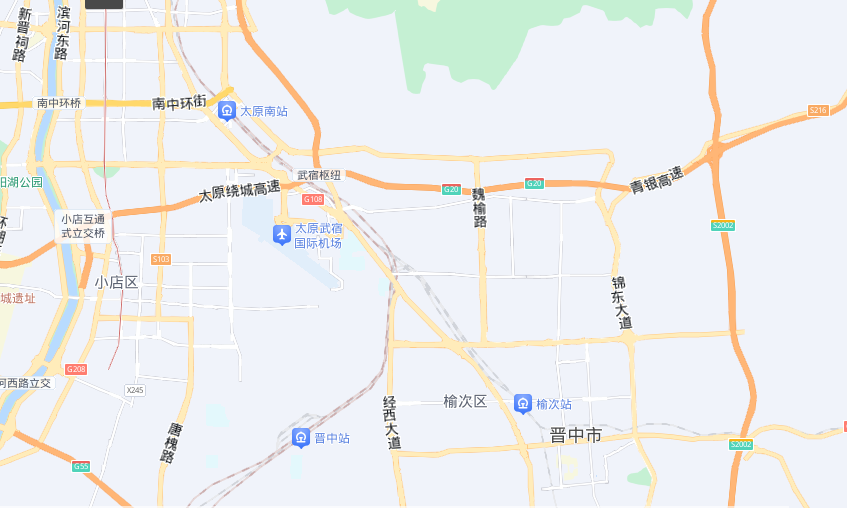 新晋祠路
滨河东路
南中环桥
南中环街
太原南站
S216
阳湖公园
武宿枢纽
青银高速
G20
G20
太原绕城高速
G108
魏榆路
小店互通
式立交桥
太原武宿
国际机场
S2002
S103
小店区
城遗址
锦东大道
G208
河西路立交
X245
经西大道
榆次区
榆次站
唐槐路
晋中站
晋中市
S2002
G55